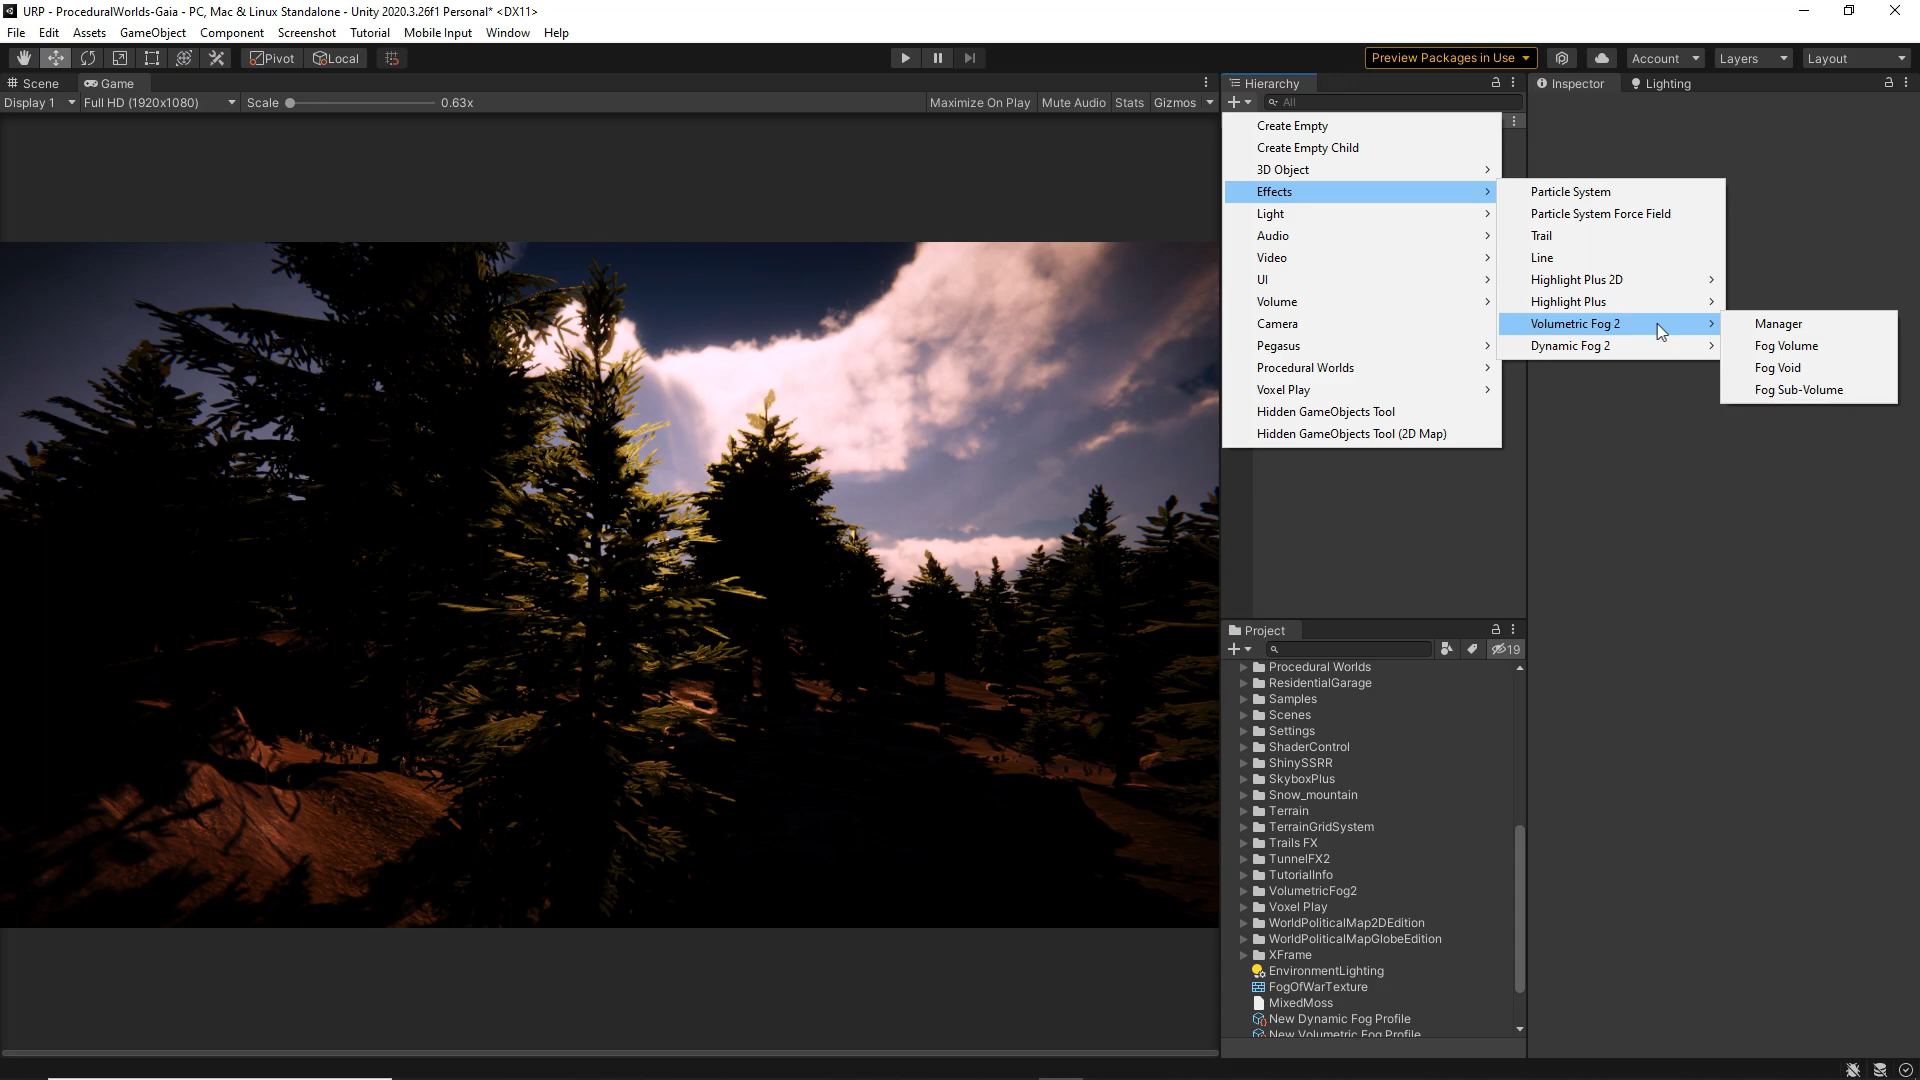 URP - ProceduralWorlds-Gaia - PC, Mac & Linux Standalone - Unity 2020.3.26f1 Personal* <DX11>
File Edit Assets GameObject Component Screenshot Tutorial Mobile Input Window Help
Pivot Local Preview Packages in Use Account Layers Layout
Scene Game Hierarchy Inspector Lighting
Display 1 Full HD (1920x1080) Scale 0.63x Maximize On Play Mute Audio Stats Gizmos All
Create Empty
Create Empty Child
3D Object
Effects
Light
Audio
Video
UI
Volume
Camera
Pegasus
Procedural Worlds
Voxel Play
Hidden GameObjects Tool
Hidden GameObjects Tool (2D Map)
Particle System
Particle System Force Field
Trail
Line
Highlight Plus 2D
Highlight Plus
Volumetric Fog 2
Dynamic Fog 2
Manager
Fog Volume
Fog Void
Fog Sub-Volume
Project
19
Procedural Worlds
ResidentialGarage
Samples
Scenes
Settings
ShaderControl
ShinySSRR
SkyboxPlus
Snow_mountain
Terrain
TerrainGridSystem
Trails FX
TunnelFX2
TutorialInfo
VolumetricFog2
Voxel Play
WorldPoliticalMap2DEdition
WorldPoliticalMapGlobeEdition
XFrame
EnvironmentLighting
FogOfWarTexture
MixedMoss
New Dynamic Fog Profile
New Volumetric Fog Profile